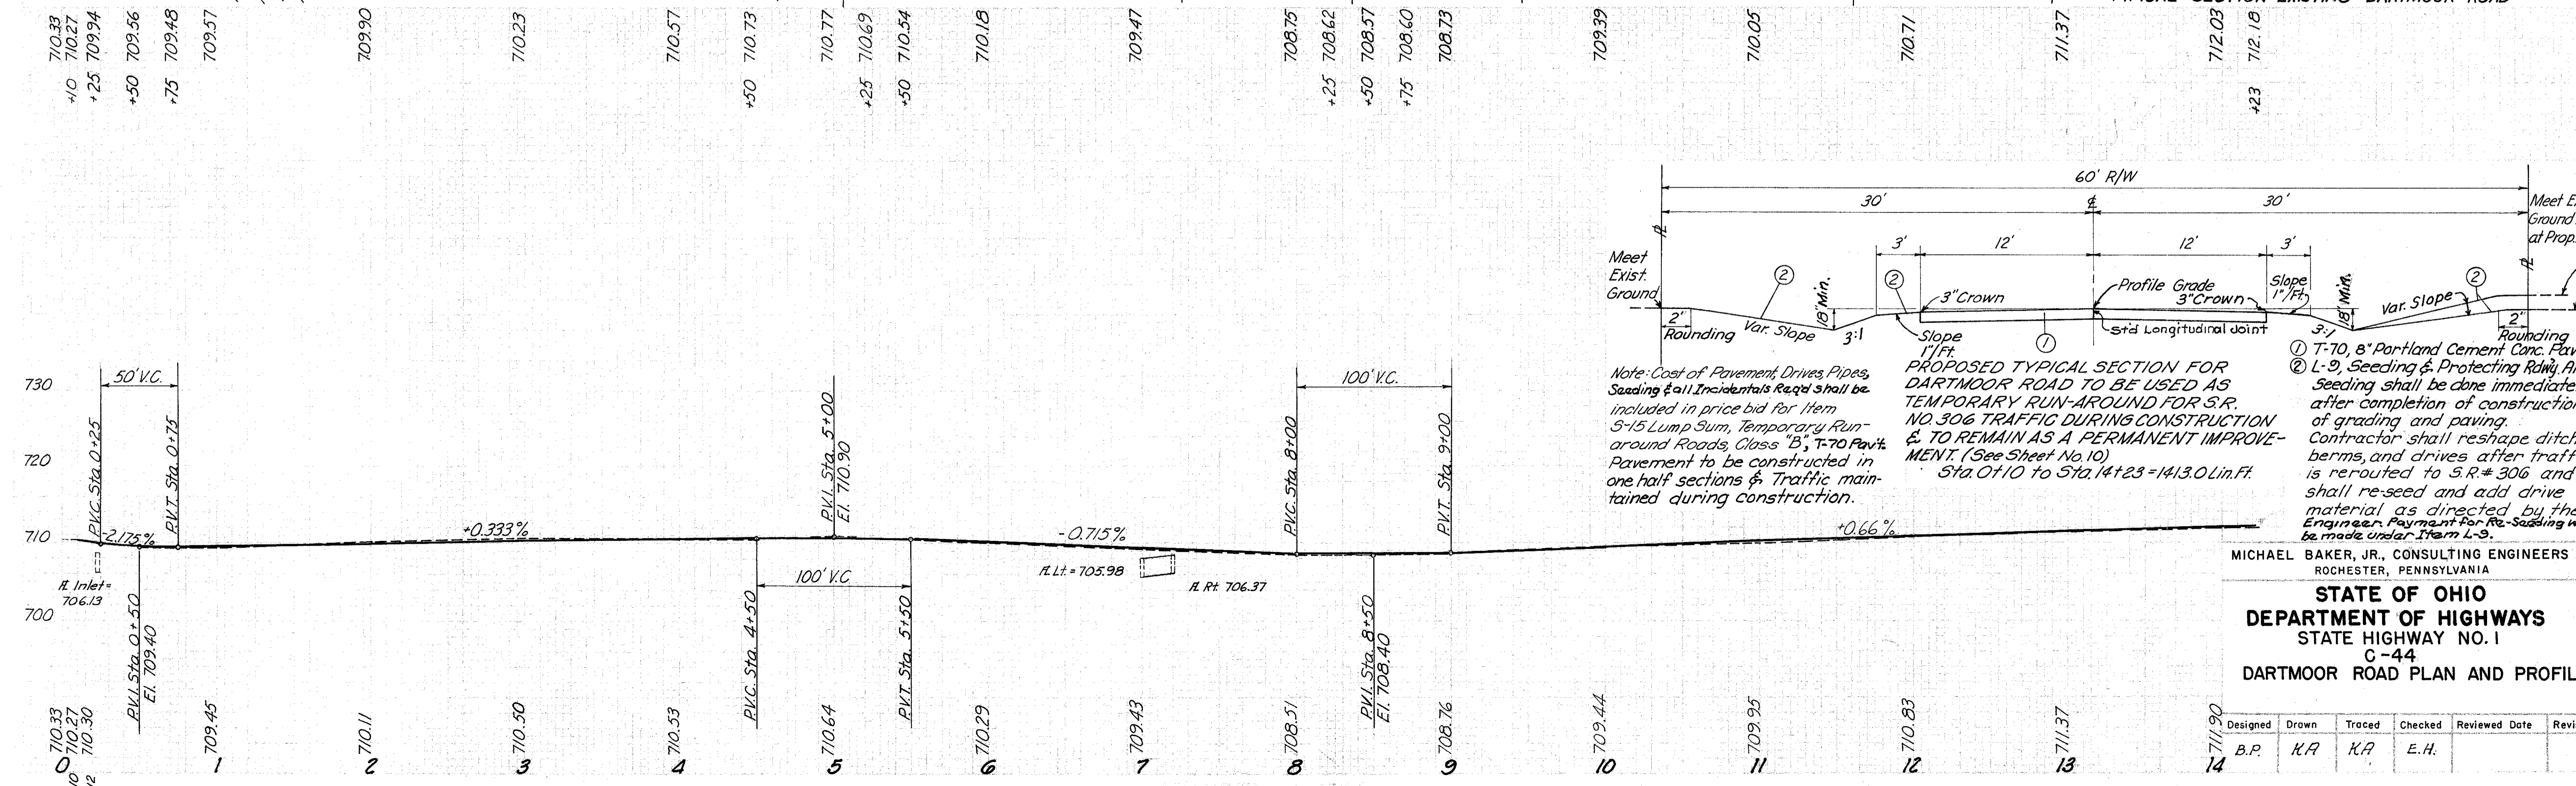 TYPICAL SECTION EXISTING DARTMOOR ROAD
710.33
+10 710.27
+25 709.94
+50 709.56
+75 709.48
709.57
709.90
710.23
710.57
+50 710.73
710.77
+25 710.69
+50 710.54
710.18
709.47
708.75
+25 708.62
+50 708.57
+75 708.60
708.73
709.39
710.05
710.71
711.37
712.03
+23 712.18
60' R/W
30'
30'
3'
12'
12'
3'
Meet
Exist.
Ground
Meet
Ground
at Prop.
2
18" Min.
2
3" Crown
Profile Grade
3" Crown
Slope
1"/Ft.
18" Min.
Var. Slope
2
2'
Rounding
Var. Slope
3:1
Slope
1"/Ft.
Std Longitudinal Joint
1
3:1
2'
Rounding
Note: Cost of Pavement, Drives, Pipes,
Seeding & all Incidentals Req'd shall be
included in price bid for Item
S-15 Lump Sum, Temporary Run-
around Roads, Class "B", T-70 Pav't.
Pavement to be constructed in
one half sections & Traffic main-
tained during construction.
PROPOSED TYPICAL SECTION FOR
DARTMOOR ROAD TO BE USED AS
TEMPORARY RUN-AROUND FOR S.R.
NO. 306 TRAFFIC DURING CONSTRUCTION
& TO REMAIN AS A PERMANENT IMPROVE-
MENT. (See Sheet No. 10)
Sta. 0+10 to Sta. 14+23 = 1413.0 Lin. Ft.
1 T-70, 8" Portland Cement Conc.
2 L-9, Seeding & Protecting Rdwy.
Seeding shall be done
after completion of
of grading and paving.
Contractor shall reshape
berms, and drives after
is rerouted to S.R. # 306 and
shall re-seed and add drive
material as directed by
Engineer. Payment for Re-Seeding
be made under Item L-9.
730
720
710
700
50' V.C.
P.V.C. Sta. 0+25
P.V.T. Sta. 0+75
-2.175%
+0.333%
P.V.I. Sta. 5+00
El. 710.90
-0.715%
100' V.C.
P.V.C. Sta. 8+00
P.V.T. Sta. 9+00
+0.66%
Fl. Inlet =
706.13
P.V.I. Sta. 0+50
El. 709.40
100' V.C
P.V.C. Sta. 4+50
P.V.T. Sta. 5+50
Fl. Lt. = 705.98
Fl. Rt. 706.37
P.V.I. Sta. 8+50
El. 708.40
MICHAEL BAKER, JR., CONSULTING ENGINEERS
ROCHESTER, PENNSYLVANIA
STATE OF OHIO
DEPARTMENT OF HIGHWAYS
STATE HIGHWAY NO. 1
C-44
DARTMOOR ROAD PLAN AND
Designed Drawn Traced Checked Reviewed Date
B.P. KA KA E.H.
710.33
710.27
710.30
709.45
710.11
710.50
710.53
710.64
710.29
709.43
708.51
708.76
709.44
709.95
710.83
711.37
711.90
0 1 2 3 4 5 6 7 8 9 10 11 12 13 14